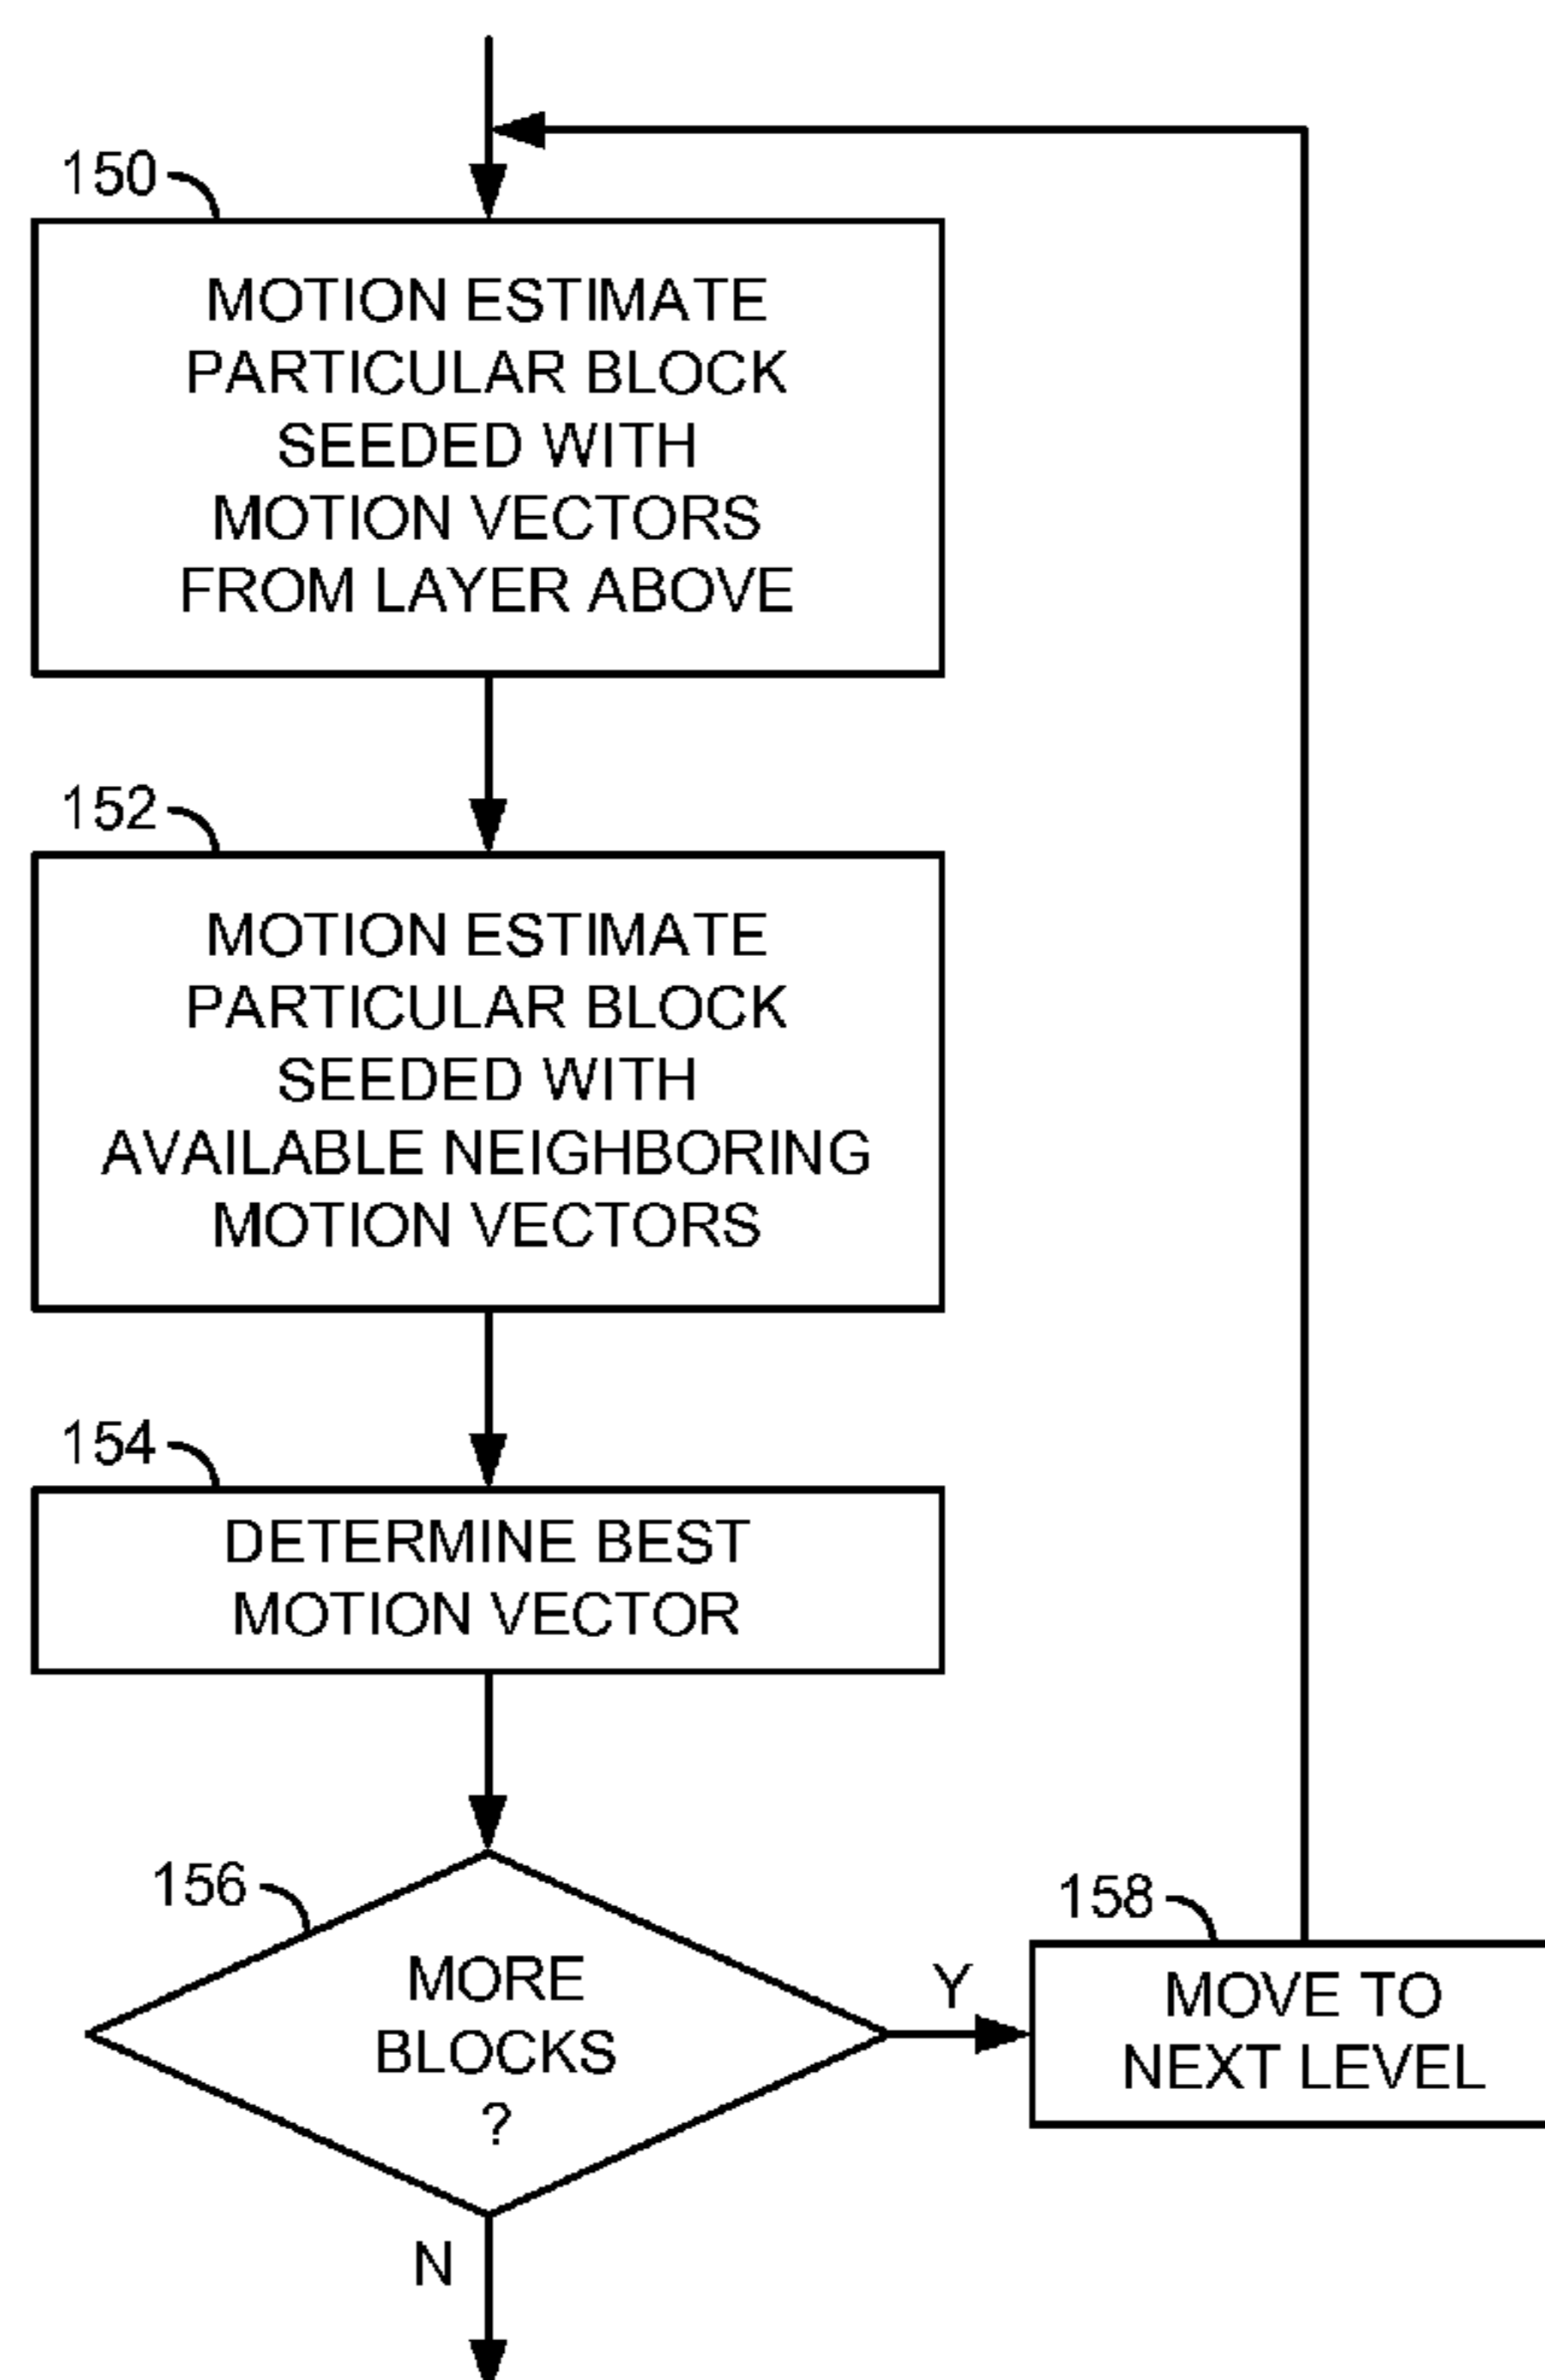 150
MOTION ESTIMATE
PARTICULAR BLOCK
SEEDED WITH
MOTION VECTORS
FROM LAYER ABOVE
152
MOTION ESTIMATE
PARTICULAR BLOCK
SEEDED WITH
AVAILABLE NEIGHBORING
MOTION VECTORS
154
DETERMINE BEST
MOTION VECTOR
156
MORE
BLOCKS
?
Y
158
MOVE TO
NEXT LEVEL
N